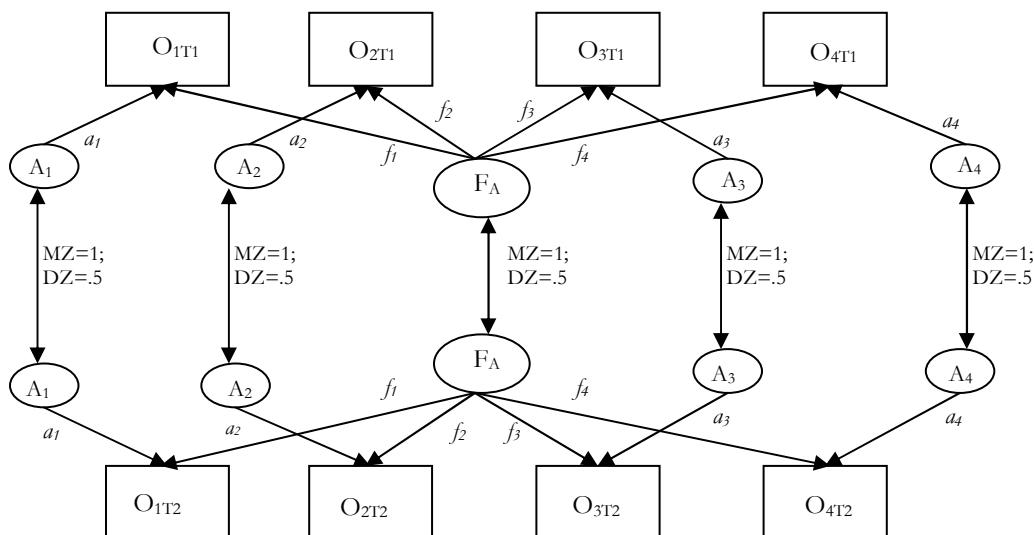 O1T1 O2T1 O3T1 O4T1
a1 a2 f1 f2 f3 f4 a3 a4
A1 A2 FA A3 A4
MZ=1; MZ=1; MZ=1; MZ=1; MZ=1;
DZ=.5 DZ=.5 DZ=.5 DZ=.5 DZ=.5
A1 A2 FA A3 A4
a1 a2 f1 f2 f3 f4 a3 a4
O1T2 O2T2 O3T2 O4T2